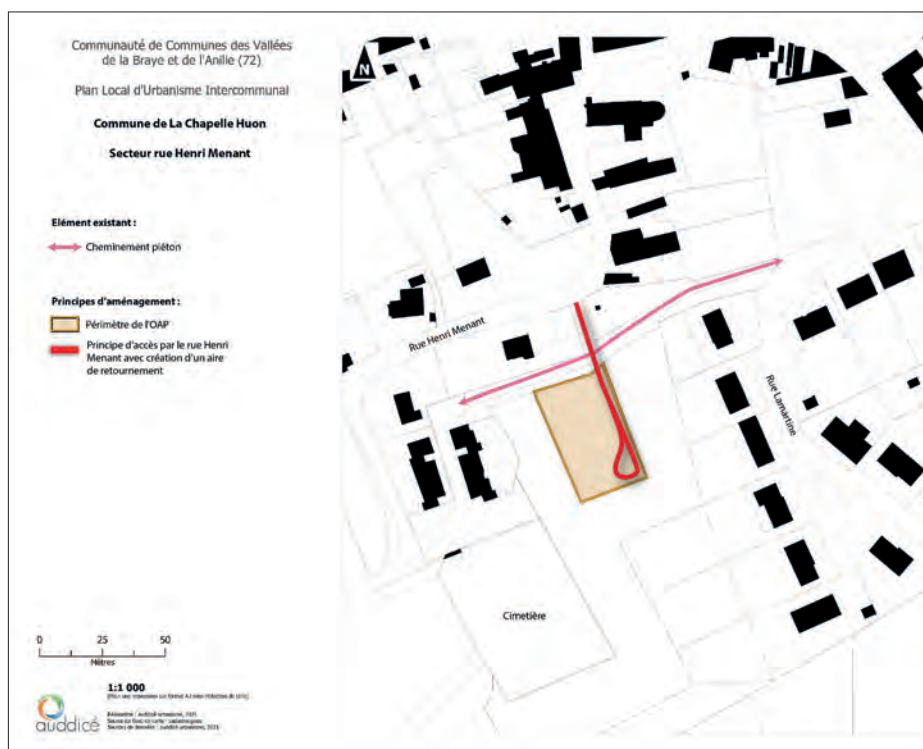 Communauté de Communes des Vallées
de la Braye et de l'Anille (72)
Plan Local d'Urbanisme Intercommunal
Commune de La Chapelle Huon
Secteur rue Henri Menant
Elément existant :
Cheminement piéton
Principes d'aménagement :
Périmètre de l'OAP
Principe d'accès par le rue Henri
Menant avec création d'un aire
de retournement
N
Rue Henri Menant
Rue Lamartine
Cimetière
0 25 50
Mètres
1:1 000
auddicé